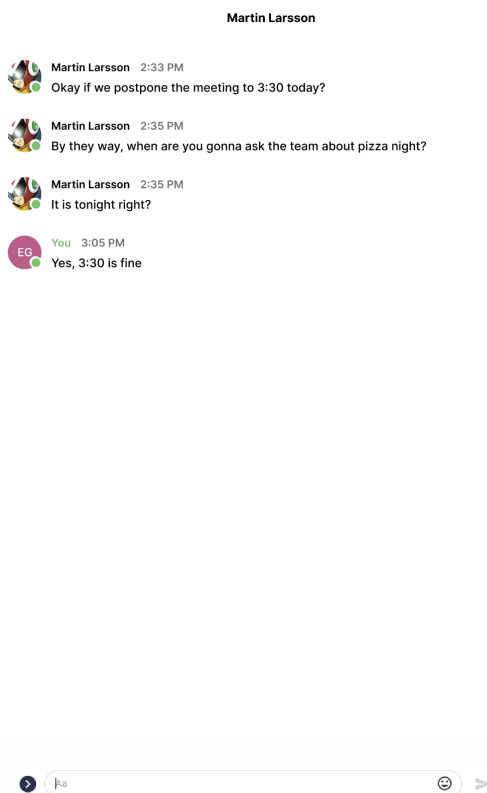 Martin Larsson
Martin Larsson 2:33 PM
Okay if we postpone the meeting to 3:30 today?
Martin Larsson 2:35 PM
By they way, when are you gonna ask the team about pizza night?
Martin Larsson 2:35 PM
It is tonight right?
EG
You 3:05 PM
Yes, 3:30 is fine
Aa